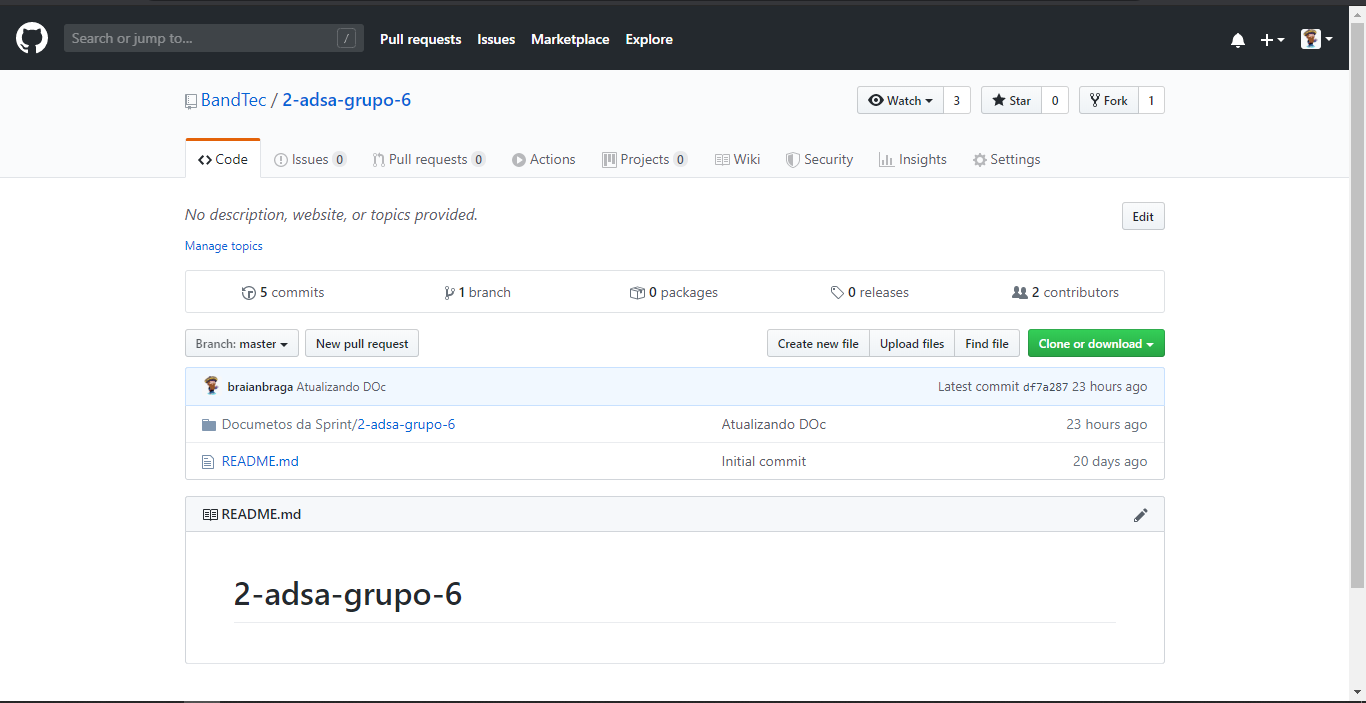 Search or jump to... / Pull requests Issues Marketplace Explore
BandTec / 2-adsa-grupo-6 Watch 3 Star 0 Fork 1
Code Issues 0 Pull requests 0 Actions Projects 0 Wiki Security Insights Settings
No description, website, or topics provided. Edit
Manage topics
5 commits 1 branch 0 packages 0 releases 2 contributors
Branch: master New pull request Create new file Upload files Find file Clone or download
braianbraga Atualizando DOc Latest commit df7a287 23 hours ago
Documetos da Sprint/2-adsa-grupo-6 Atualizando DOc 23 hours ago
README.md Initial commit 20 days ago
README.md
2-adsa-grupo-6